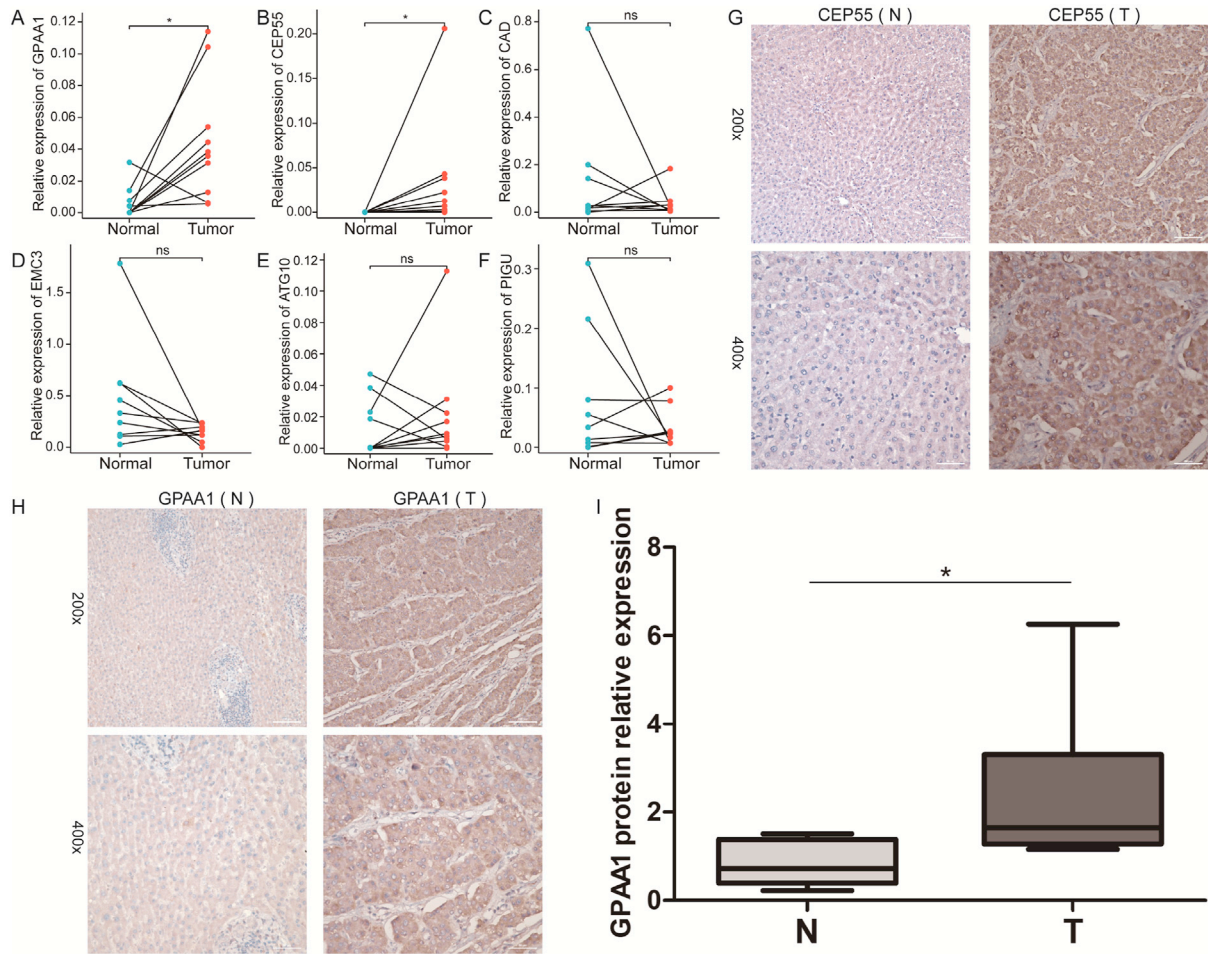 A
Relative expression of GPAA1
0.12
0.10
0.08
0.06
0.04
0.02
0.00
*
Normal
Tumor
B
Relative expression of CEP55
0.20
0.15
0.10
0.05
0.00
*
Normal
Tumor
C
Relative expression of CAD
0.8
0.6
0.4
0.2
0.0
ns
Normal
Tumor
D
Relative expression of EMC3
1.5
1.0
0.5
0.0
ns
Normal
Tumor
E
Relative expression of ATG10
0.12
0.10
0.08
0.06
0.04
0.02
0.00
ns
Normal
Tumor
F
Relative expression of PIGU
0.3
0.2
0.1
0.0
ns
Normal
Tumor
G
CEP55 ( N )
CEP55 ( T )
200x
400x
H
GPAA1 ( N )
GPAA1 ( T )
200x
400x
I
GPAA1 protein relative expression
8
6
4
2
0
*
N
T